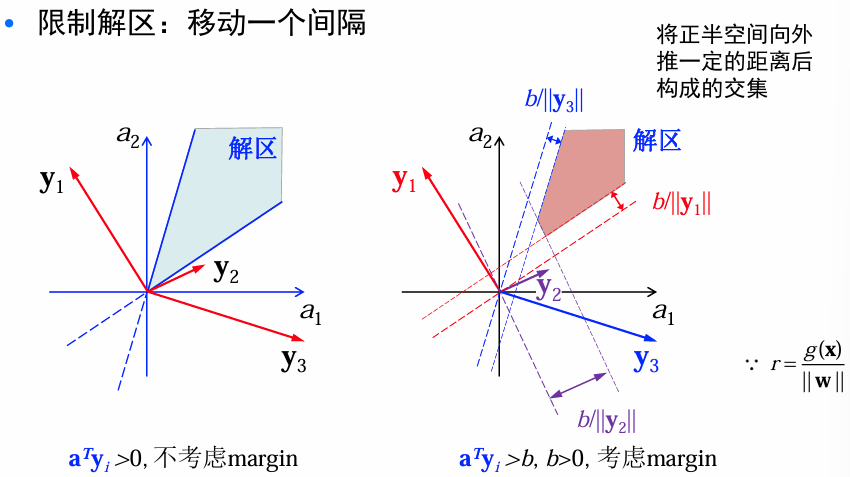 • 限制解区：移动一个间隔
将正半空间向外
推一定的距离后
构成的交集
a2
解区
y1
y2
a1
y3
aᵀyᵢ >0, 不考虑margin
b/||y3||
a2
解区
y1
b/||y1||
y2
a1
y3
b/||y2||
aᵀyᵢ >b, b>0, 考虑margin
∵ r = g(x) / ||w||